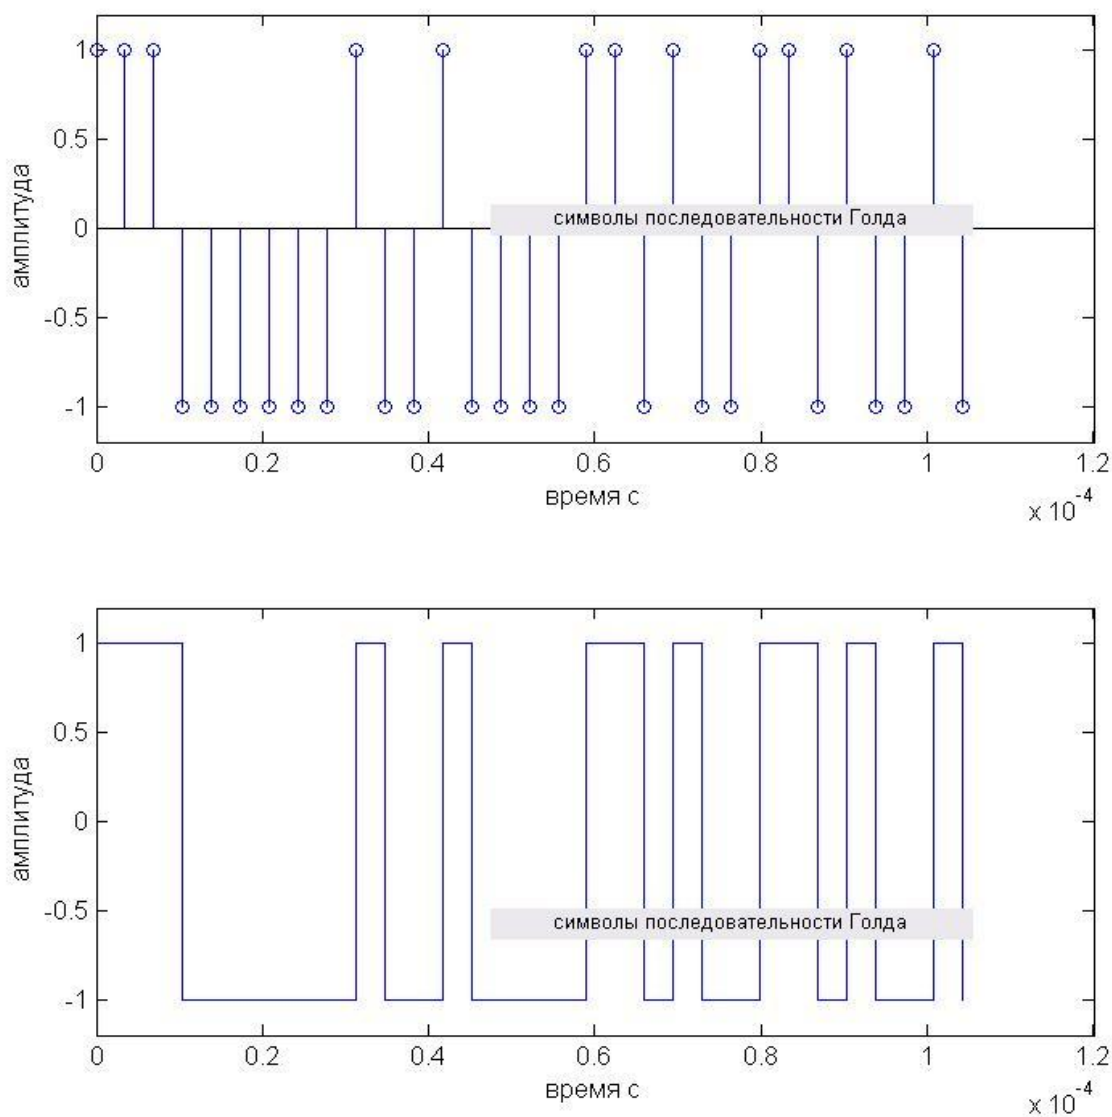 1
0.5
0
-0.5
-1
амплитуда
символы последовательности Голда
0 0.2 0.4 0.6 0.8 1 1.2
время с
x 10^-4
1
0.5
0
-0.5
-1
амплитуда
символы последовательности Голда
0 0.2 0.4 0.6 0.8 1 1.2
время с
x 10^-4